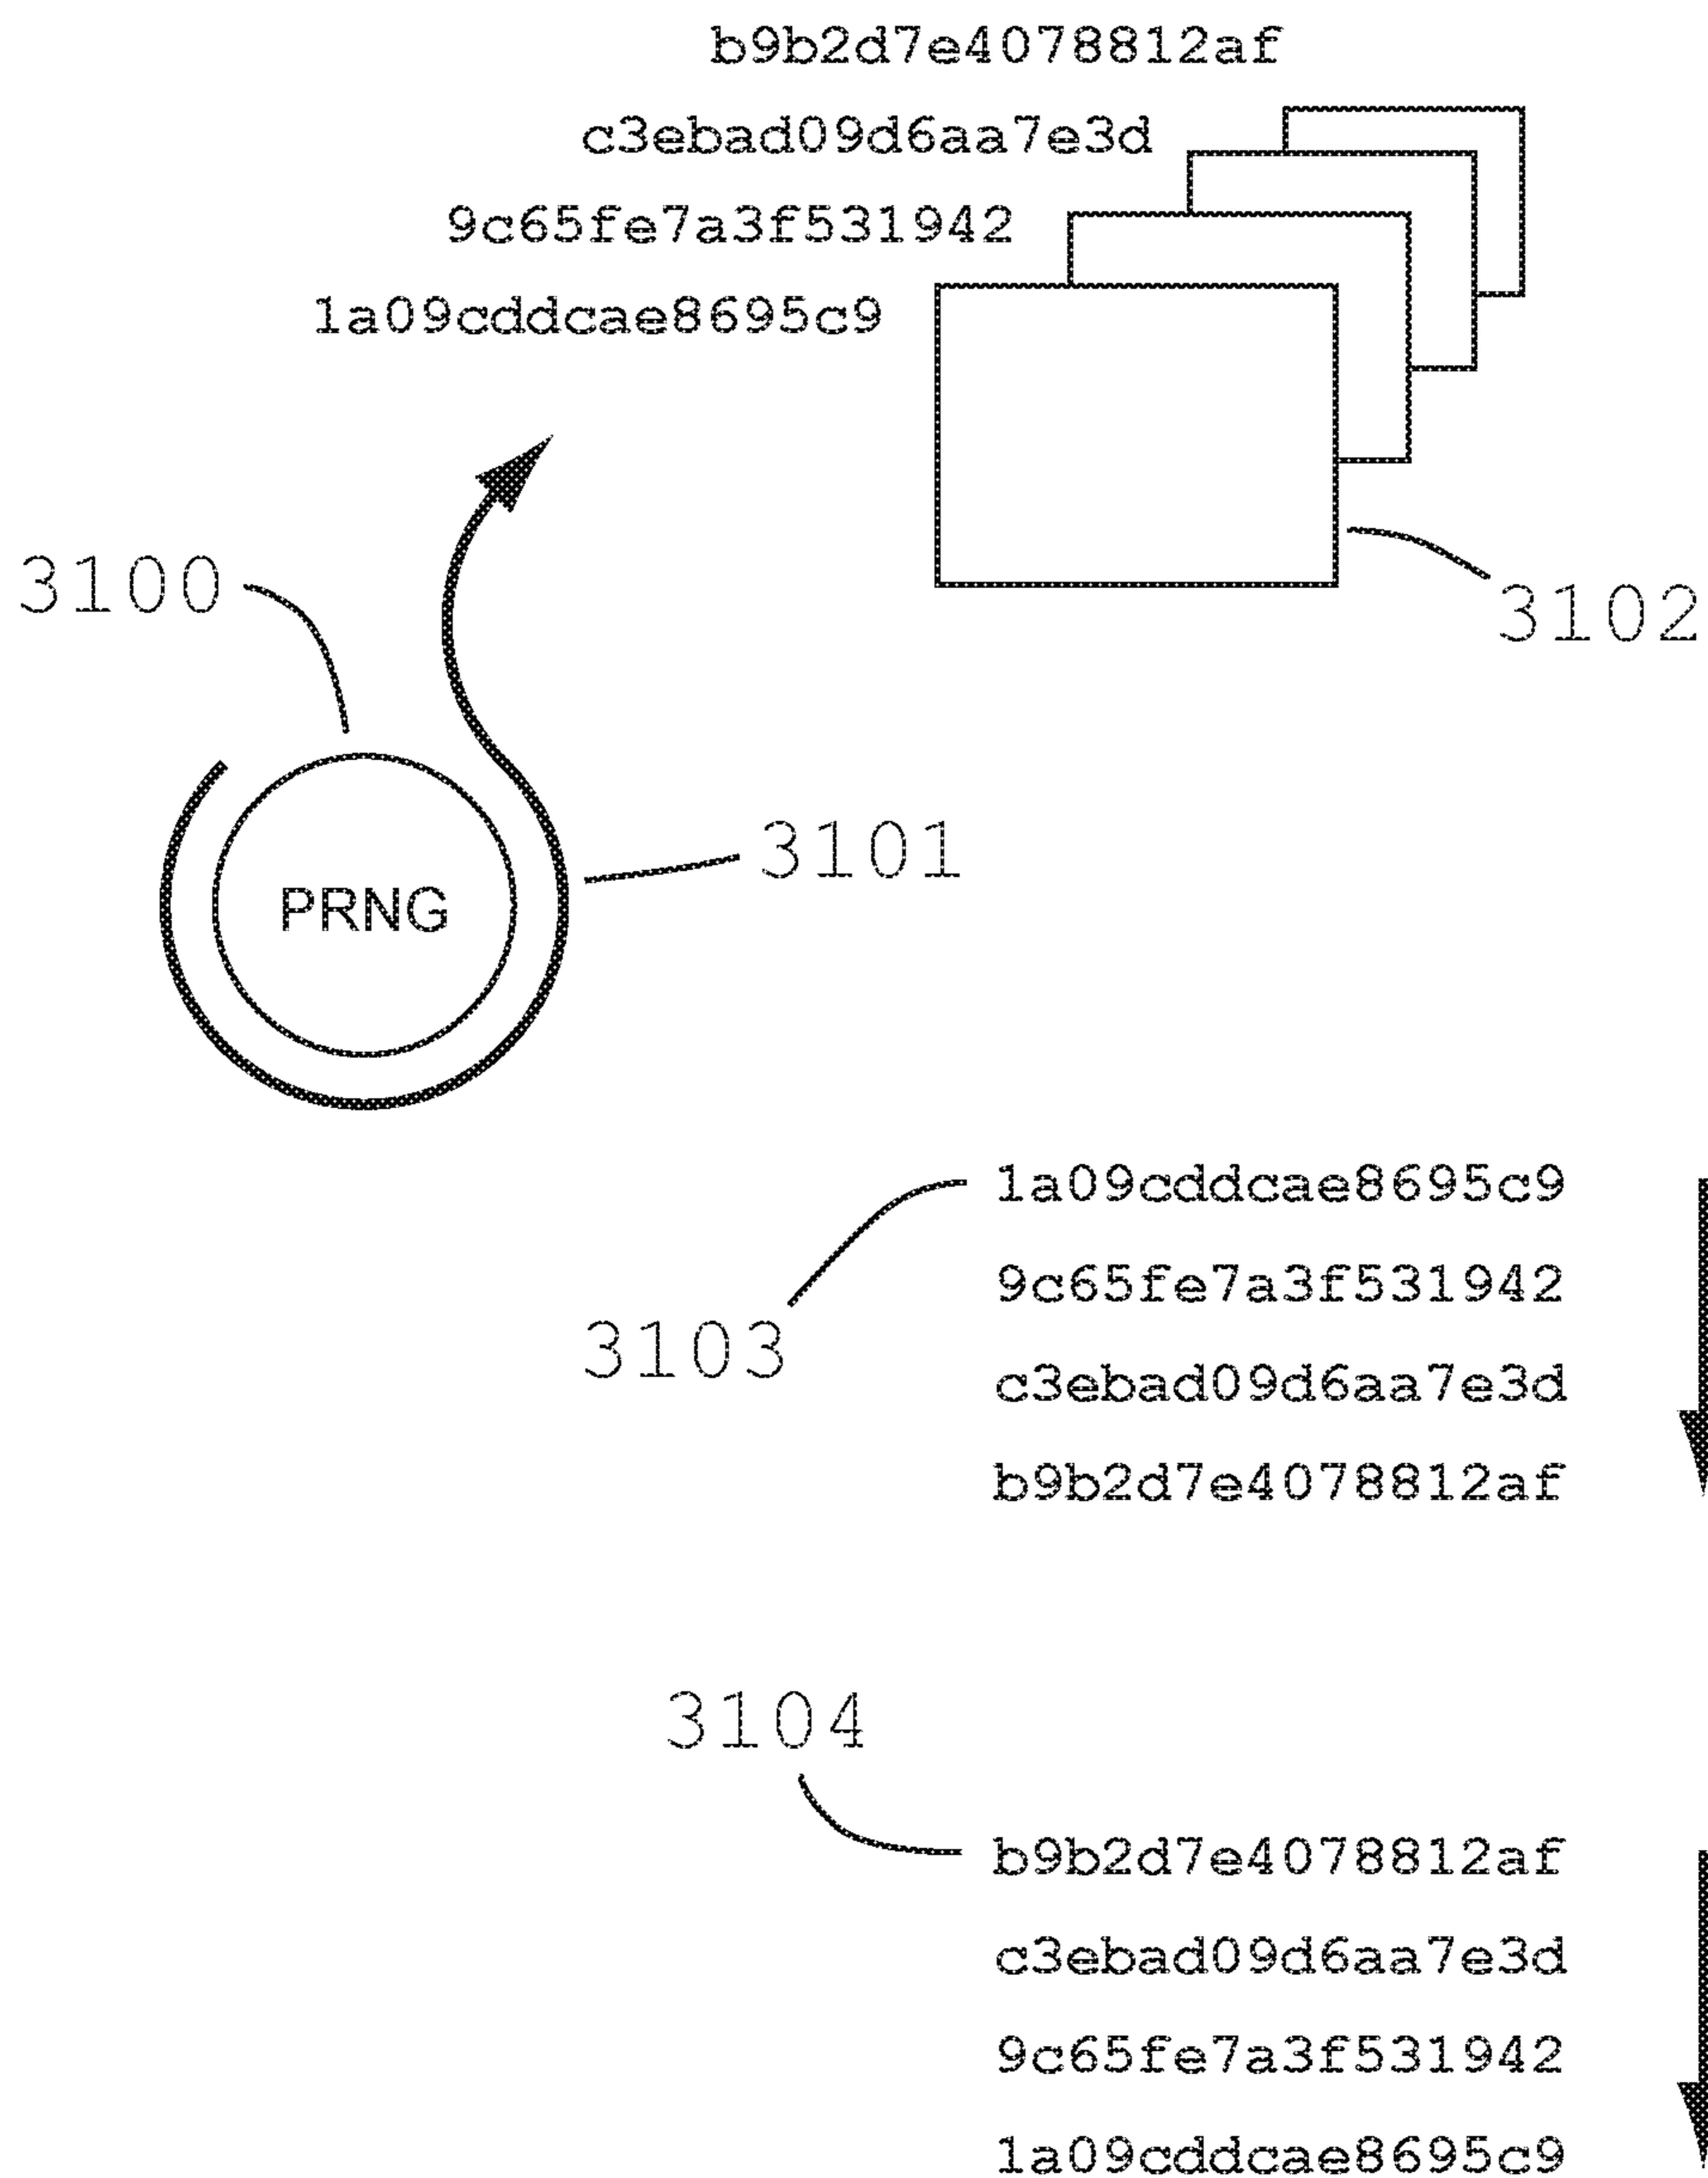 b9b2d7e4078812af
c3ebad09d6aa7e3d
9c65fe7a3f531942
1a09cddcae8695c9
3100
3102
3101
PRNG
1a09cddcae8695c9
9c65fe7a3f531942
3103
c3ebad09d6aa7e3d
b9b2d7e4078812af
3104
b9b2d7e4078812af
c3ebad09d6aa7e3d
9c65fe7a3f531942
1a09cddcae8695c9